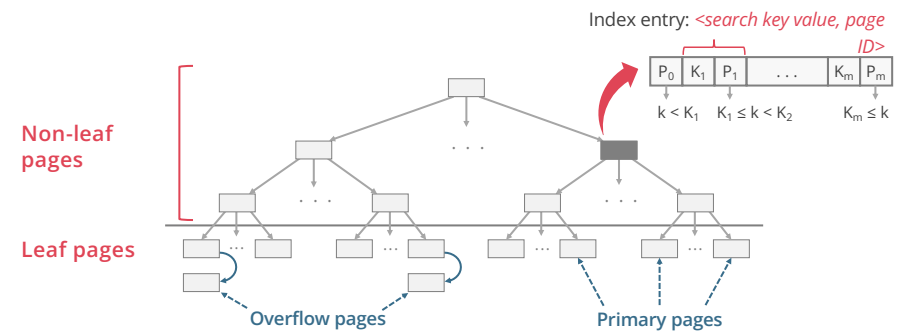 Index entry: <search key value, page
ID>
P0 K1 P1 . . . Km Pm
k < K1 K1 ≤ k < K2 Km ≤ k
Non-leaf
pages
. . .
. . . . . .
Leaf pages
... ... ... ...
Overflow pages
Primary pages